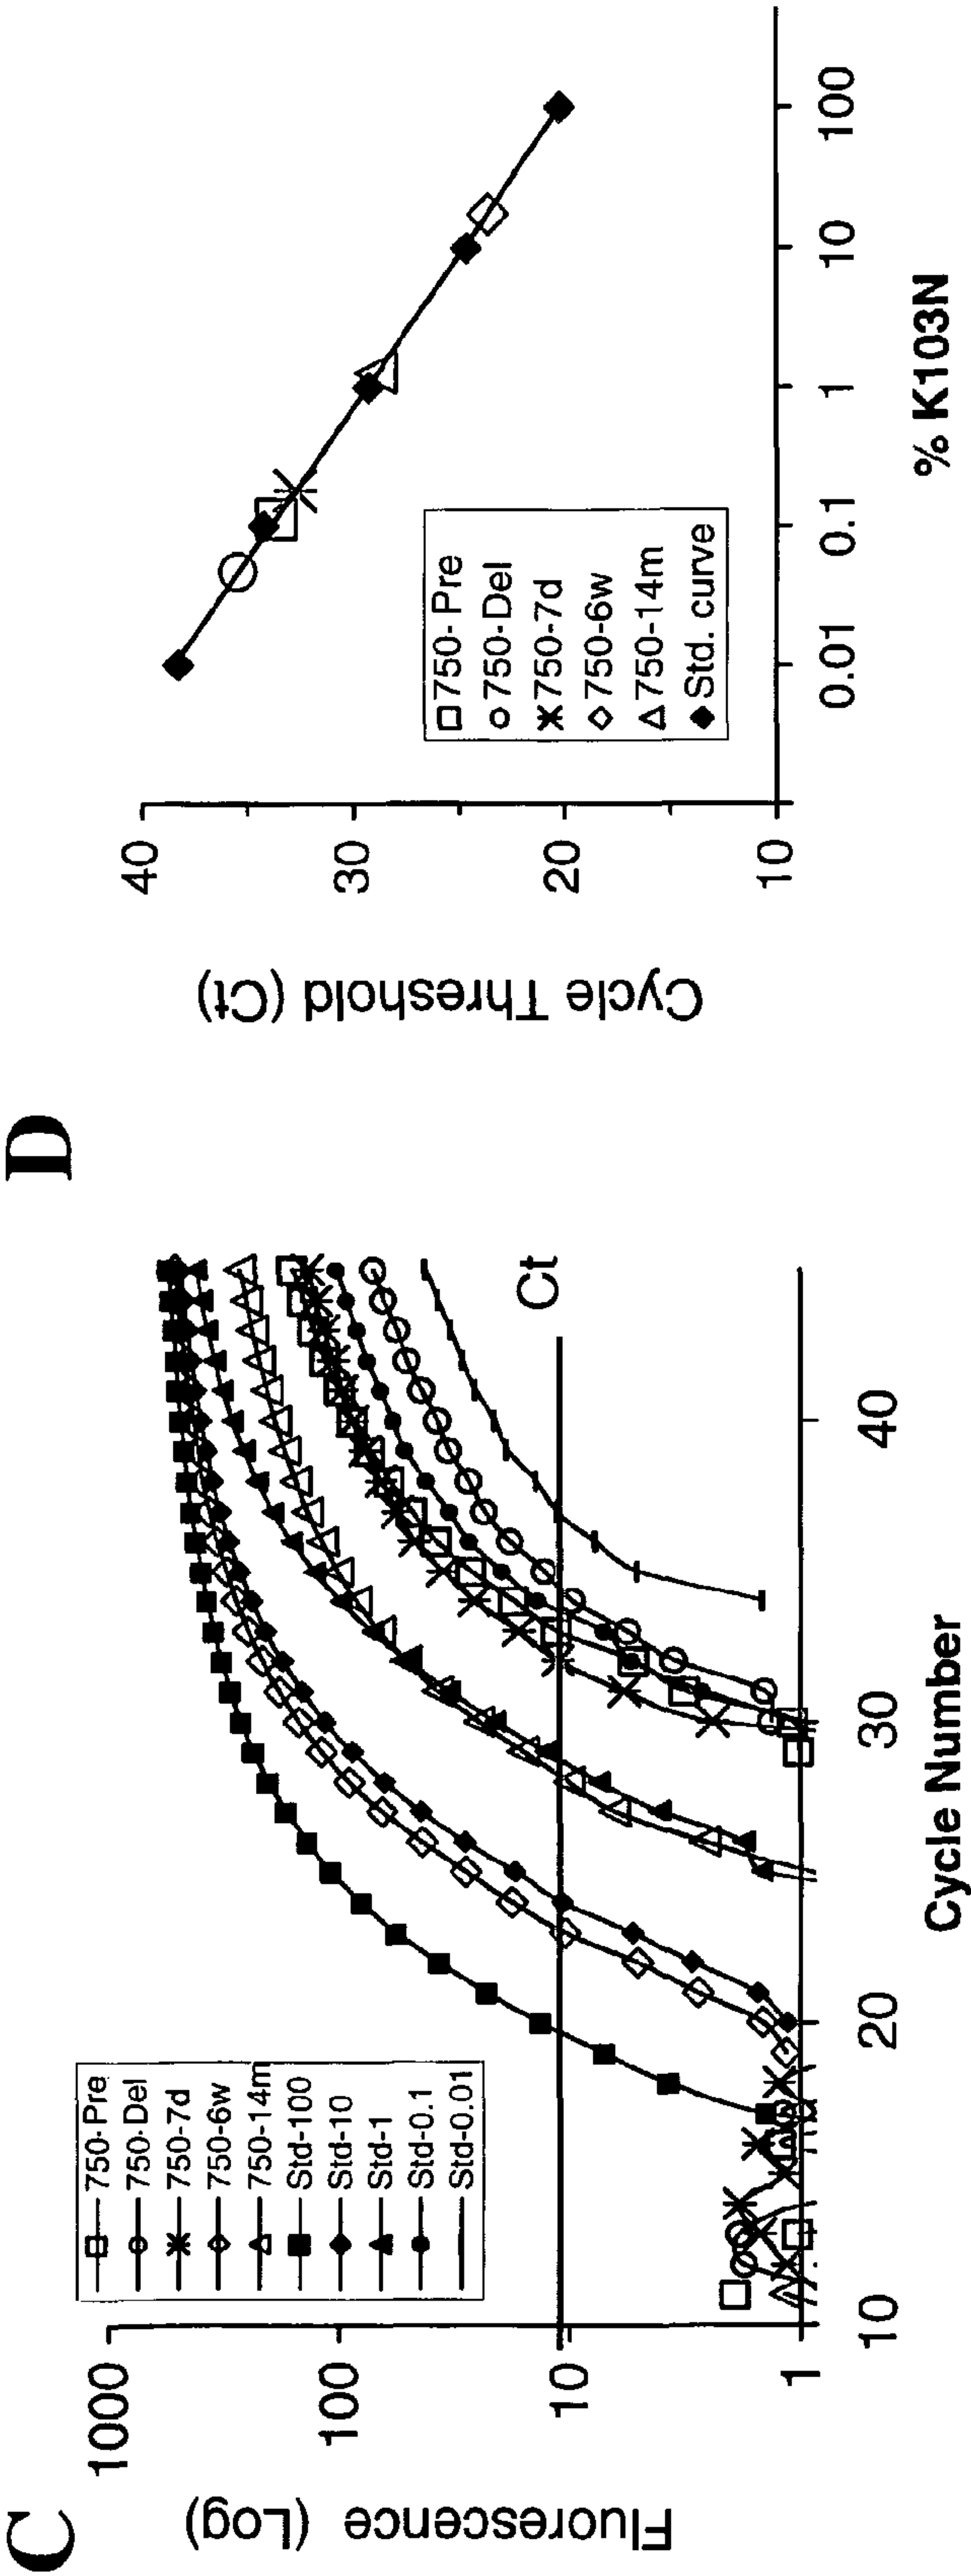 C
Fluorescence (Log)
1000
100
10
1
750-Pre
750-Del
750-7d
750-6w
750-14m
Std-100
Std-10
Std-1
Std-0.1
Std-0.01
Ct
10
20
30
40
Cycle Number
D
Cycle Threshold (Ct)
40
30
20
10
750-Pre
750-Del
750-7d
750-6w
750-14m
Std. curve
0.01
0.1
1
10
100
% K103N